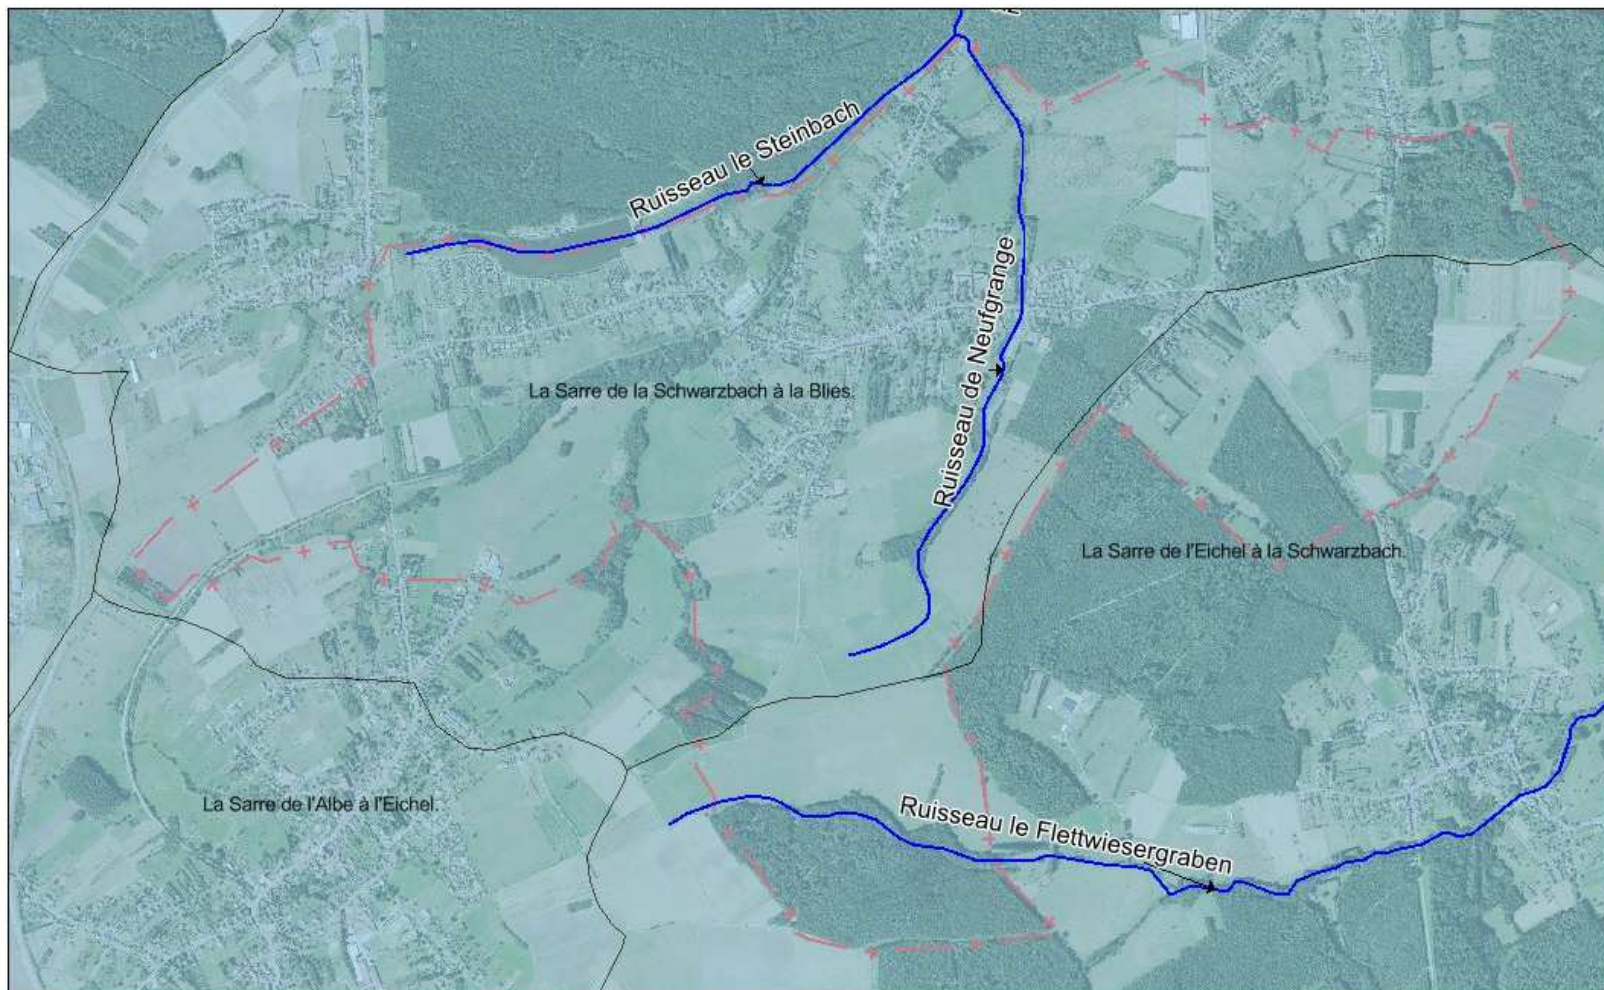 Ruisseau le Steinbach
Ruisseau de Neufgrange
La Sarre de la Schwarzbach à la Blies.
La Sarre de l'Eichel à la Schwarzbach.
La Sarre de l'Albe à l'Eichel.
Ruisseau le Flettwiesergraben